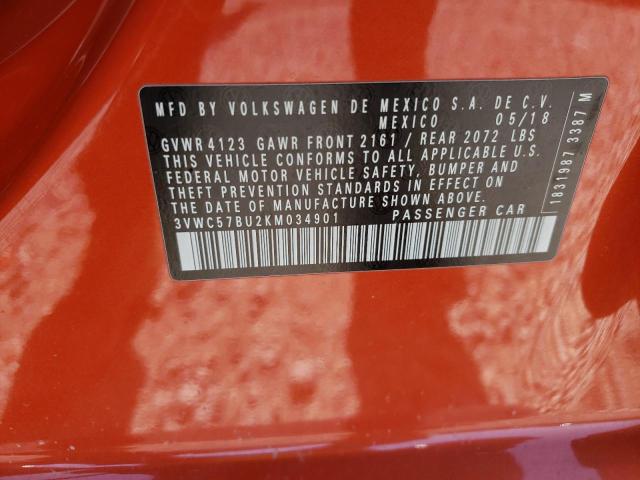 MFD BY VOLKSWAGEN DE MEXICO S.A. DE C.V.
MEXICO 05/18
GVWR 4123 GAWR FRONT 2161 / REAR 2072 LBS
THIS VEHICLE CONFORMS TO ALL APPLICABLE U.S.
FEDERAL MOTOR VEHICLE SAFETY, BUMPER AND
THEFT PREVENTION STANDARDS IN EFFECT ON
THE DATE OF MANUFACTURE SHOWN ABOVE.
3VWC57BU2KM034901 PASSENGER CAR
1831987 3387 M